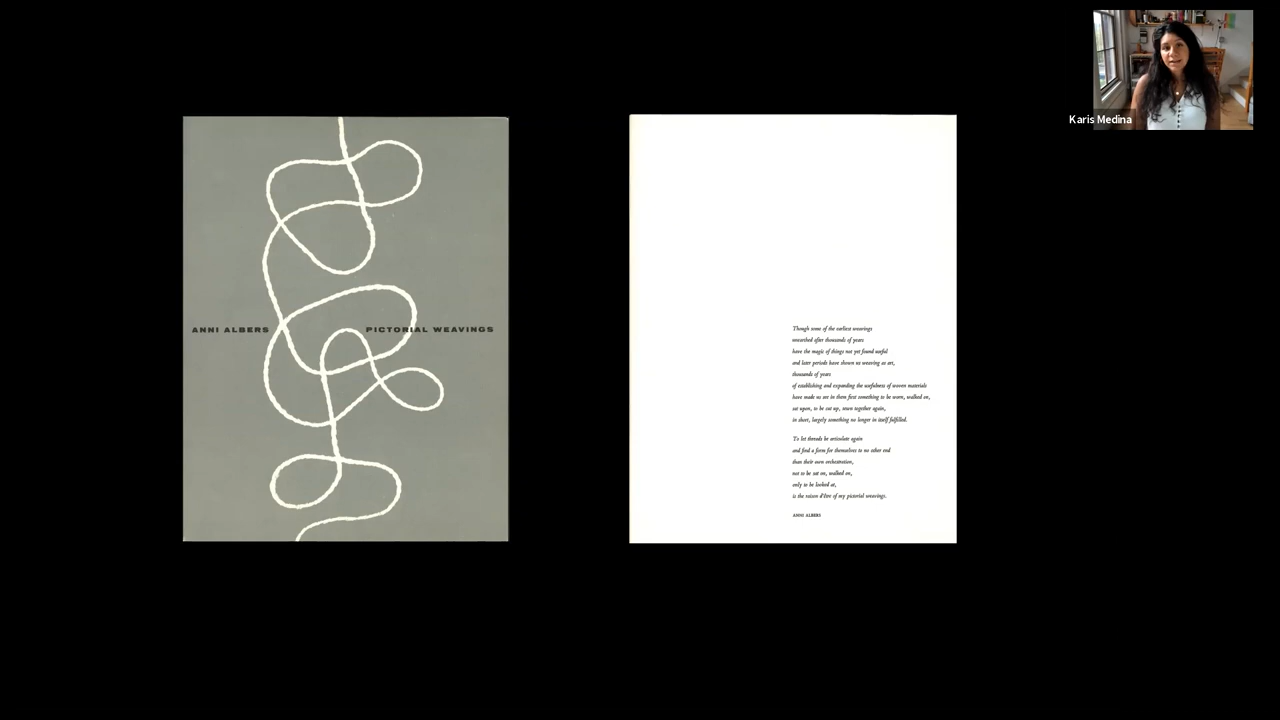 Karis Medina
ANNI ALBERS PICTORIAL WEAVINGS
Though some of the earliest weavings
unearthed after thousands of years
have the magic of things not yet found useful
and later periods have shown us weaving as art,
thousands of years
of establishing and expanding the usefulness of woven materials
have made us see in them first something to be worn, walked on,
sat upon, to be cut up, sewn together again,
in short, largely something no longer in itself fulfilled.
To let threads be articulate again
and find a form for themselves to no other end
than their own orchestration,
not to be sat on, walked on,
only to be looked at,
is the raison d'être of my pictorial weavings.
ANNI ALBERS